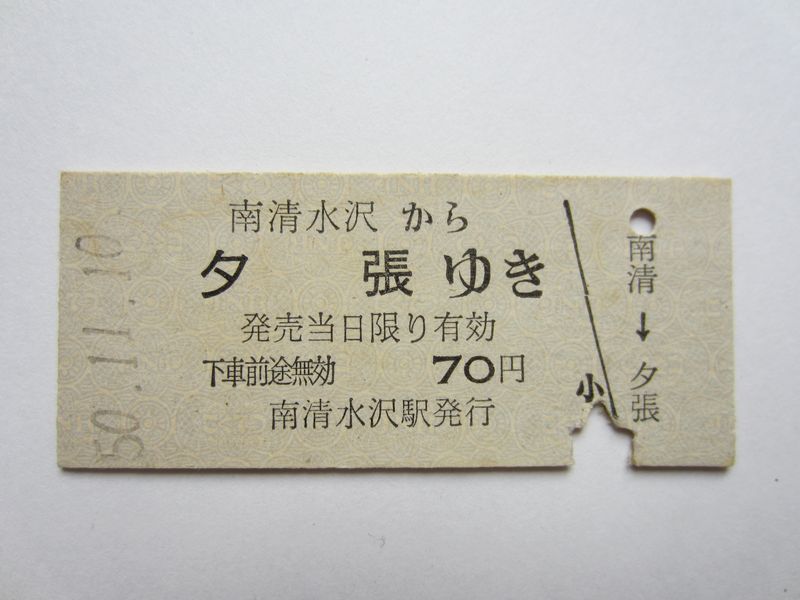 50.11.10
南清水沢 から
夕張 ゆき
発売当日限り有効
下車前途無効 70円
南清水沢駅発行
小
南清→夕張